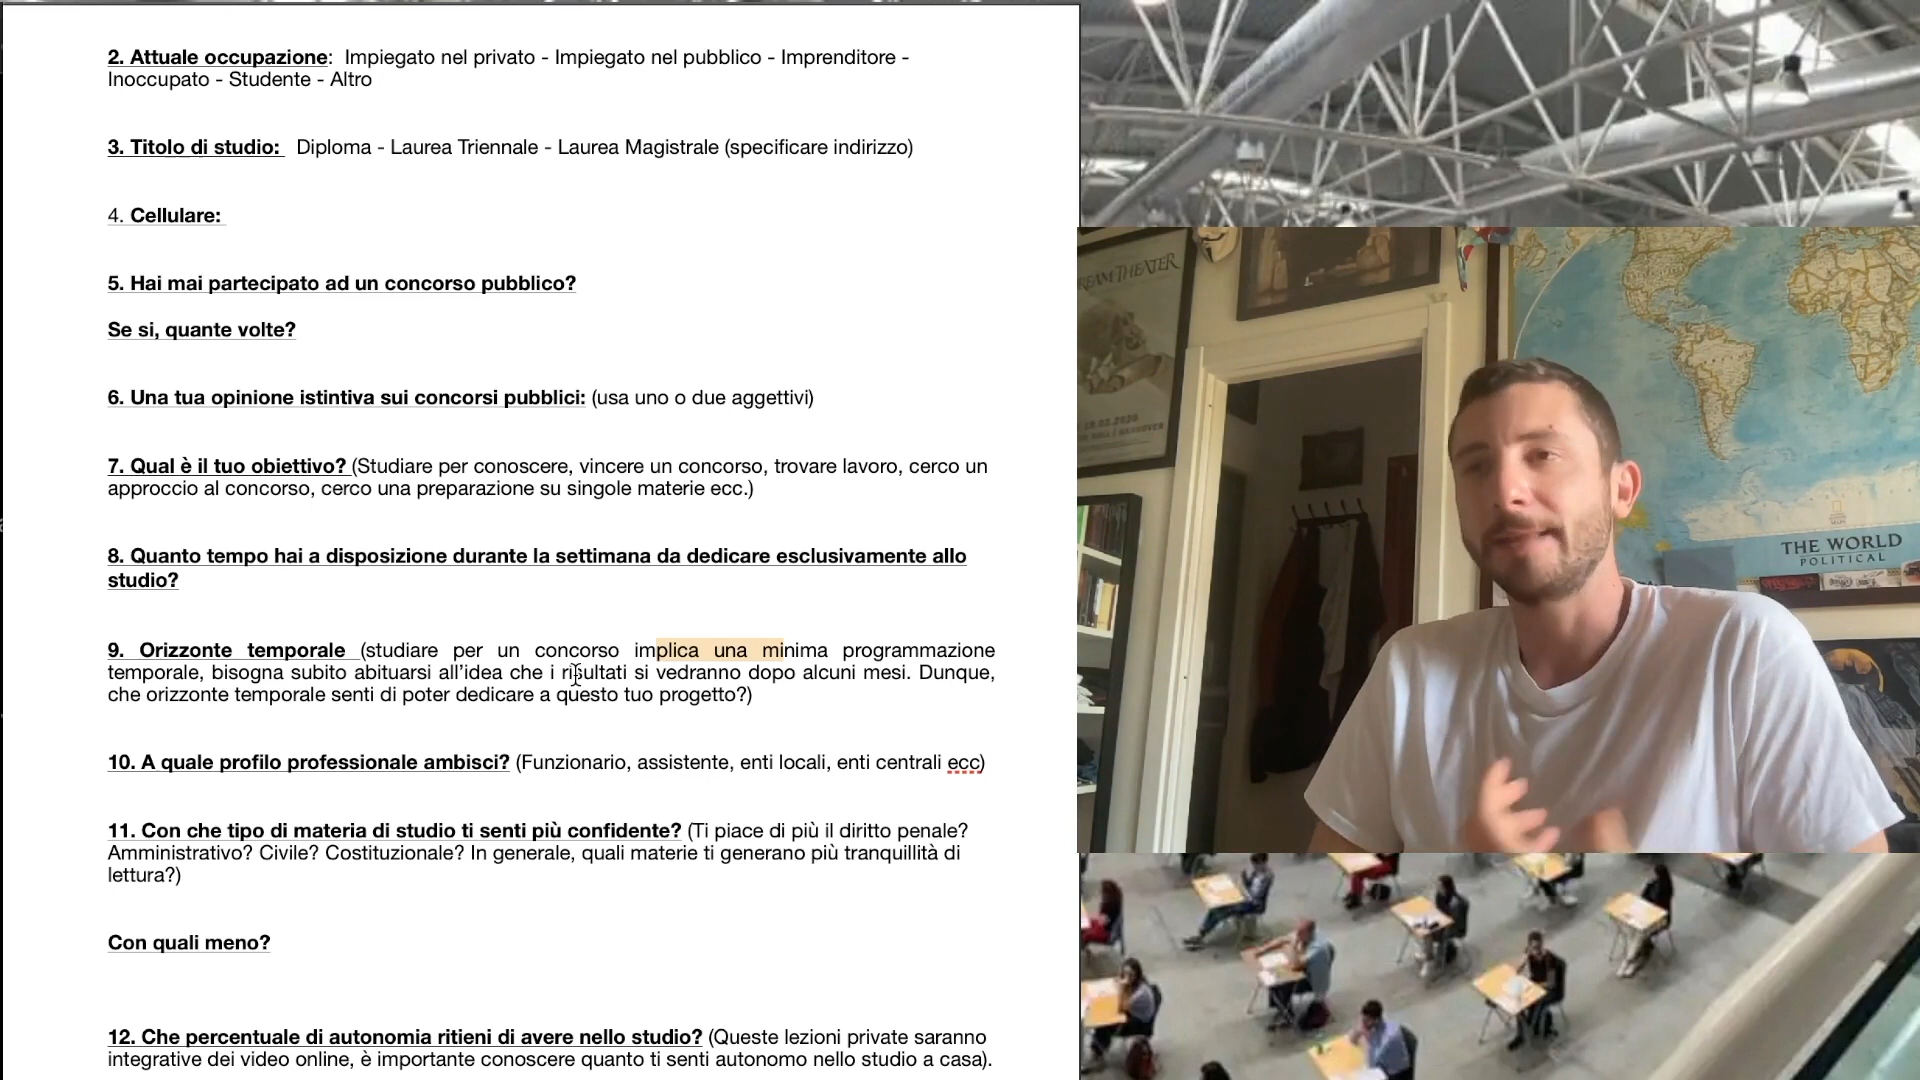 2. Attuale occupazione: Impiegato nel privato - Impiegato nel pubblico - Imprenditore -
Inoccupato - Studente - Altro
3. Titolo di studio: Diploma - Laurea Triennale - Laurea Magistrale (specificare indirizzo)
4. Cellulare:
5. Hai mai partecipato ad un concorso pubblico?
Se si, quante volte?
6. Una tua opinione istintiva sui concorsi pubblici: (usa uno o due aggettivi)
7. Qual è il tuo obiettivo? (Studiare per conoscere, vincere un concorso, trovare lavoro, cerco un
approccio al concorso, cerco una preparazione su singole materie ecc.)
8. Quanto tempo hai a disposizione durante la settimana da dedicare esclusivamente allo
studio?
9. Orizzonte temporale (studiare per un concorso implica una minima programmazione
temporale, bisogna subito abituarsi all’idea che i risultati si vedranno dopo alcuni mesi. Dunque,
che orizzonte temporale senti di poter dedicare a questo tuo progetto?)
10. A quale profilo professionale ambisci? (Funzionario, assistente, enti locali, enti centrali ecc)
11. Con che tipo di materia di studio ti senti più confidente? (Ti piace di più il diritto penale?
Amministrativo? Civile? Costituzionale? In generale, quali materie ti generano più tranquillità di
lettura?)
Con quali meno?
12. Che percentuale di autonomia ritieni di avere nello studio? (Queste lezioni private saranno
integrative dei video online, è importante conoscere quanto ti senti autonomo nello studio a casa).
THEATER
THE WORLD
POLITICAL